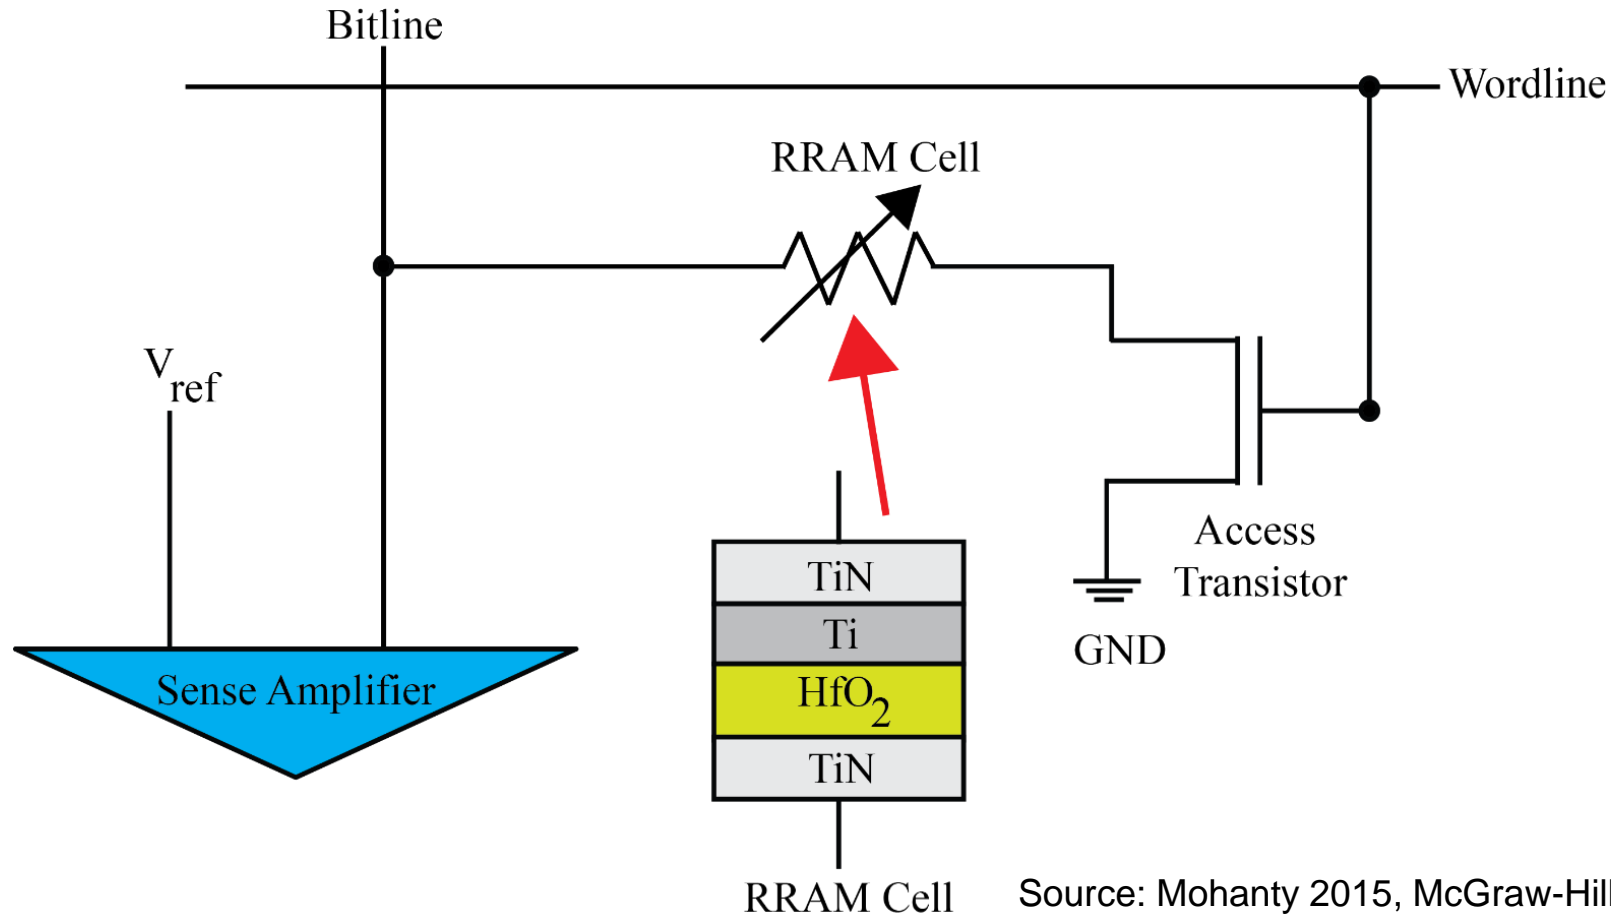 Bitline
Wordline
RRAM Cell
Vref
Access
Transistor
GND
Sense Amplifier
TiN
Ti
HfO2
TiN
RRAM Cell
Source: Mohanty 2015, McGraw-Hill